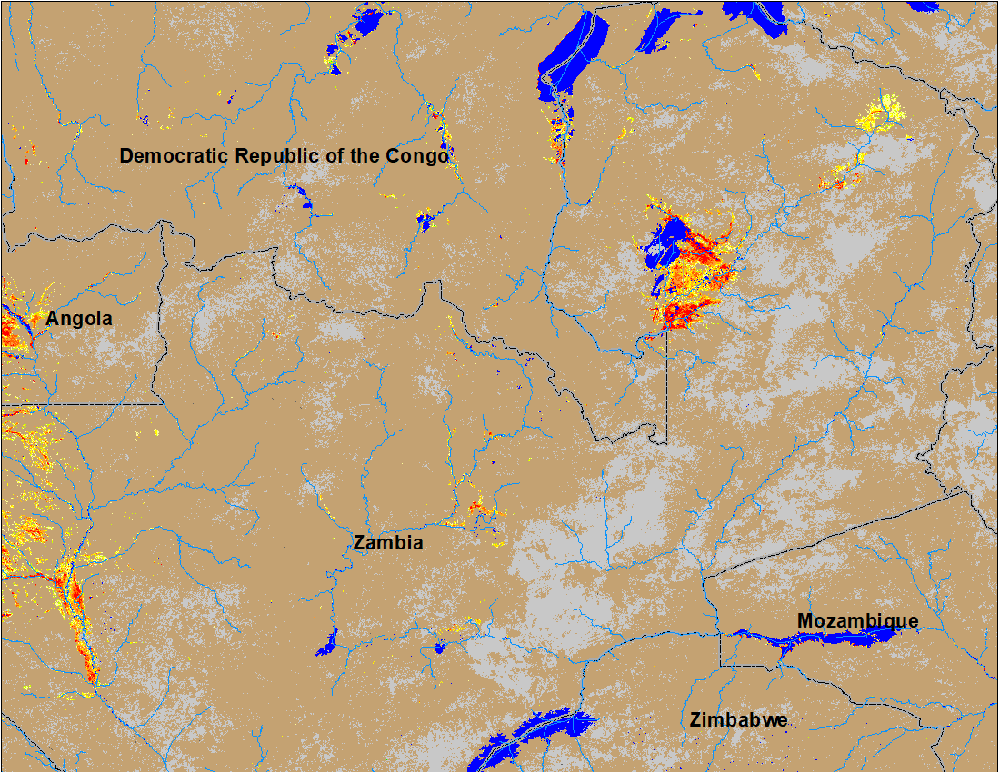 Democratic Republic of the Congo
Angola
Zambia
Mozambique
Zimbabwe